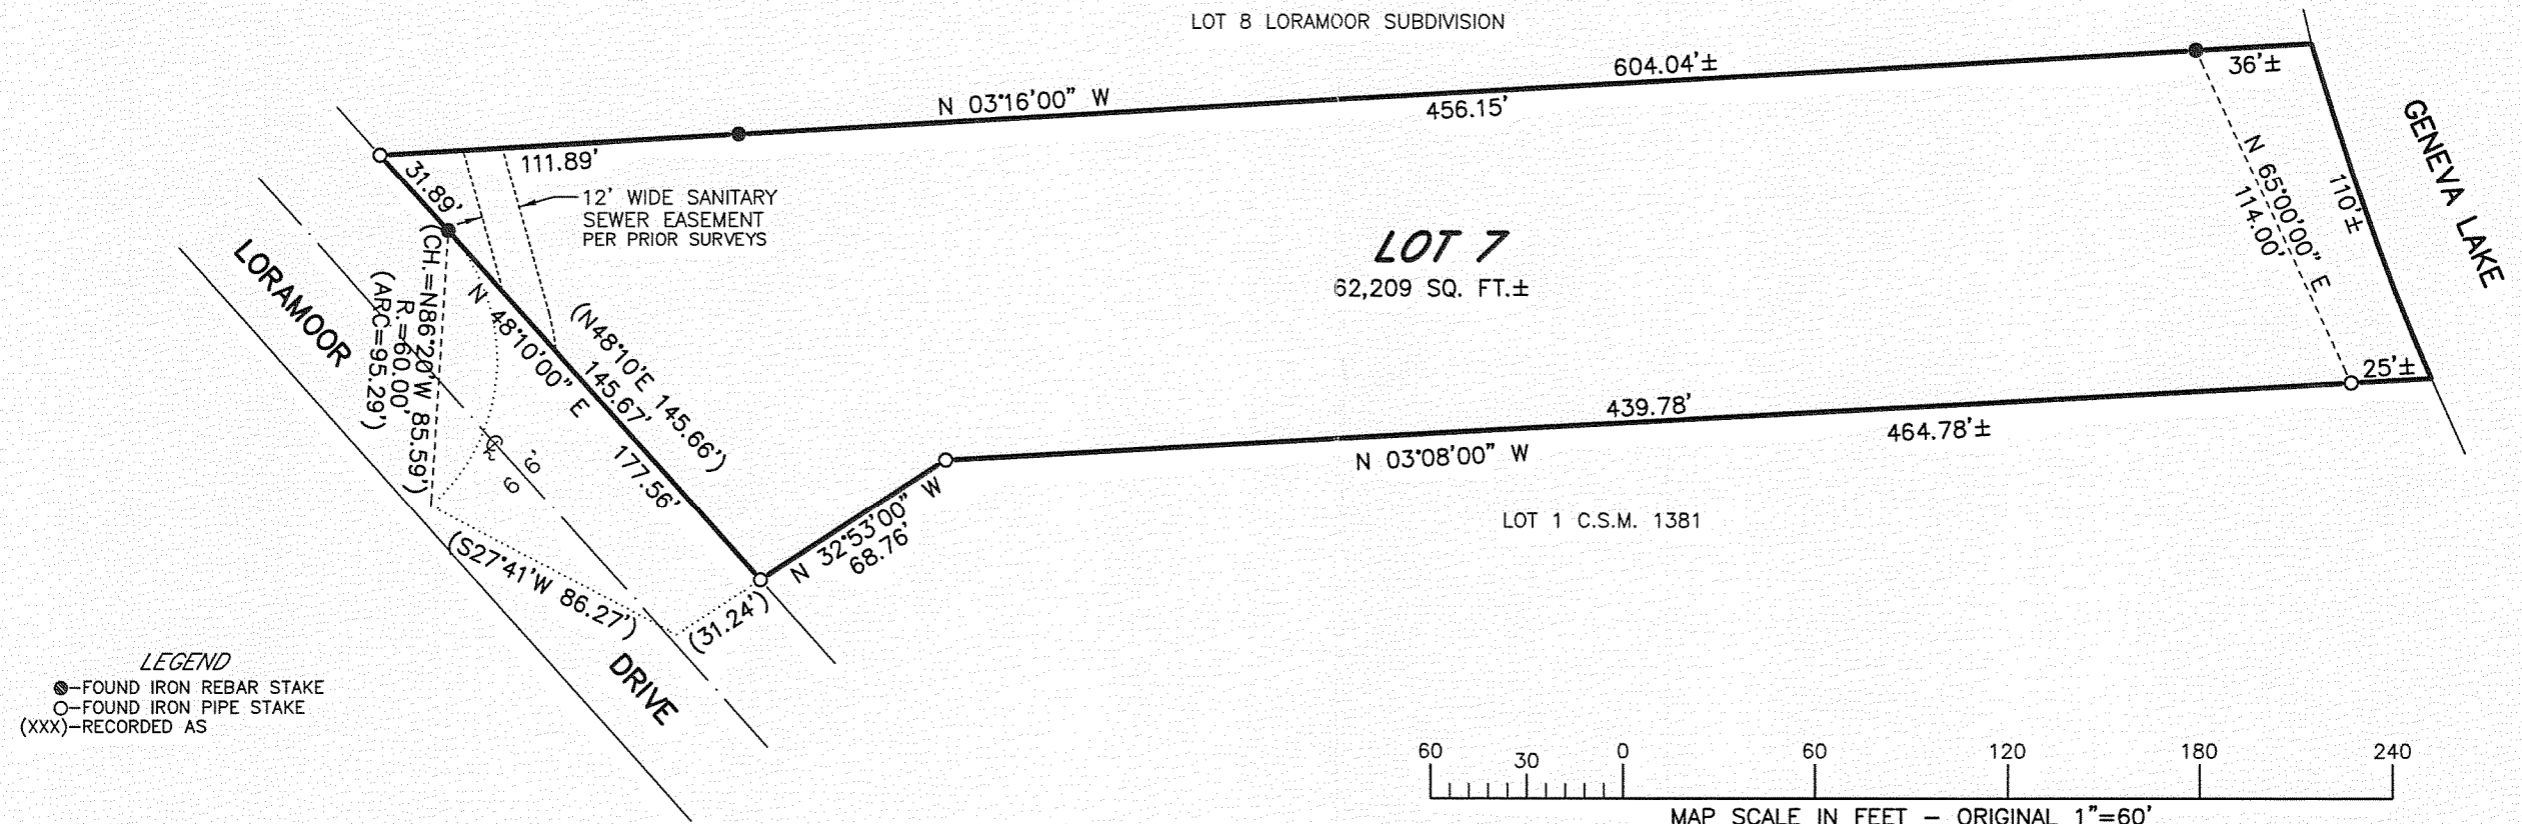 LOT 8 LORAMOOR SUBDIVISION
604.04'±
36'±
N 03°16'00" W
456.15'
111.89'
31.89'
12' WIDE SANITARY
SEWER EASEMENT
PER PRIOR SURVEYS
GENEVA LAKE
N 65°00'00" E
114.00'
110'±
LOT 7
62,209 SQ. FT.±
LORAMOOR
(CH.=N86°20'W 85.59')
R.=60.00'
(ARC=95.29')
N 48°10'00" E
(N48°10'E 145.66')
145.67'
177.56'
25'±
439.78'
464.78'±
N 03°08'00" W
N 32°53'00" W
68.76'
LOT 1 C.S.M. 1381
(S27°41'W 86.27')
(31.24')
DRIVE
LEGEND
-FOUND IRON REBAR STAKE
-FOUND IRON PIPE STAKE
(XXX)-RECORDED AS
60 30 0 60 120 180 240
MAP SCALE IN FEET - ORIGINAL 1"=60'